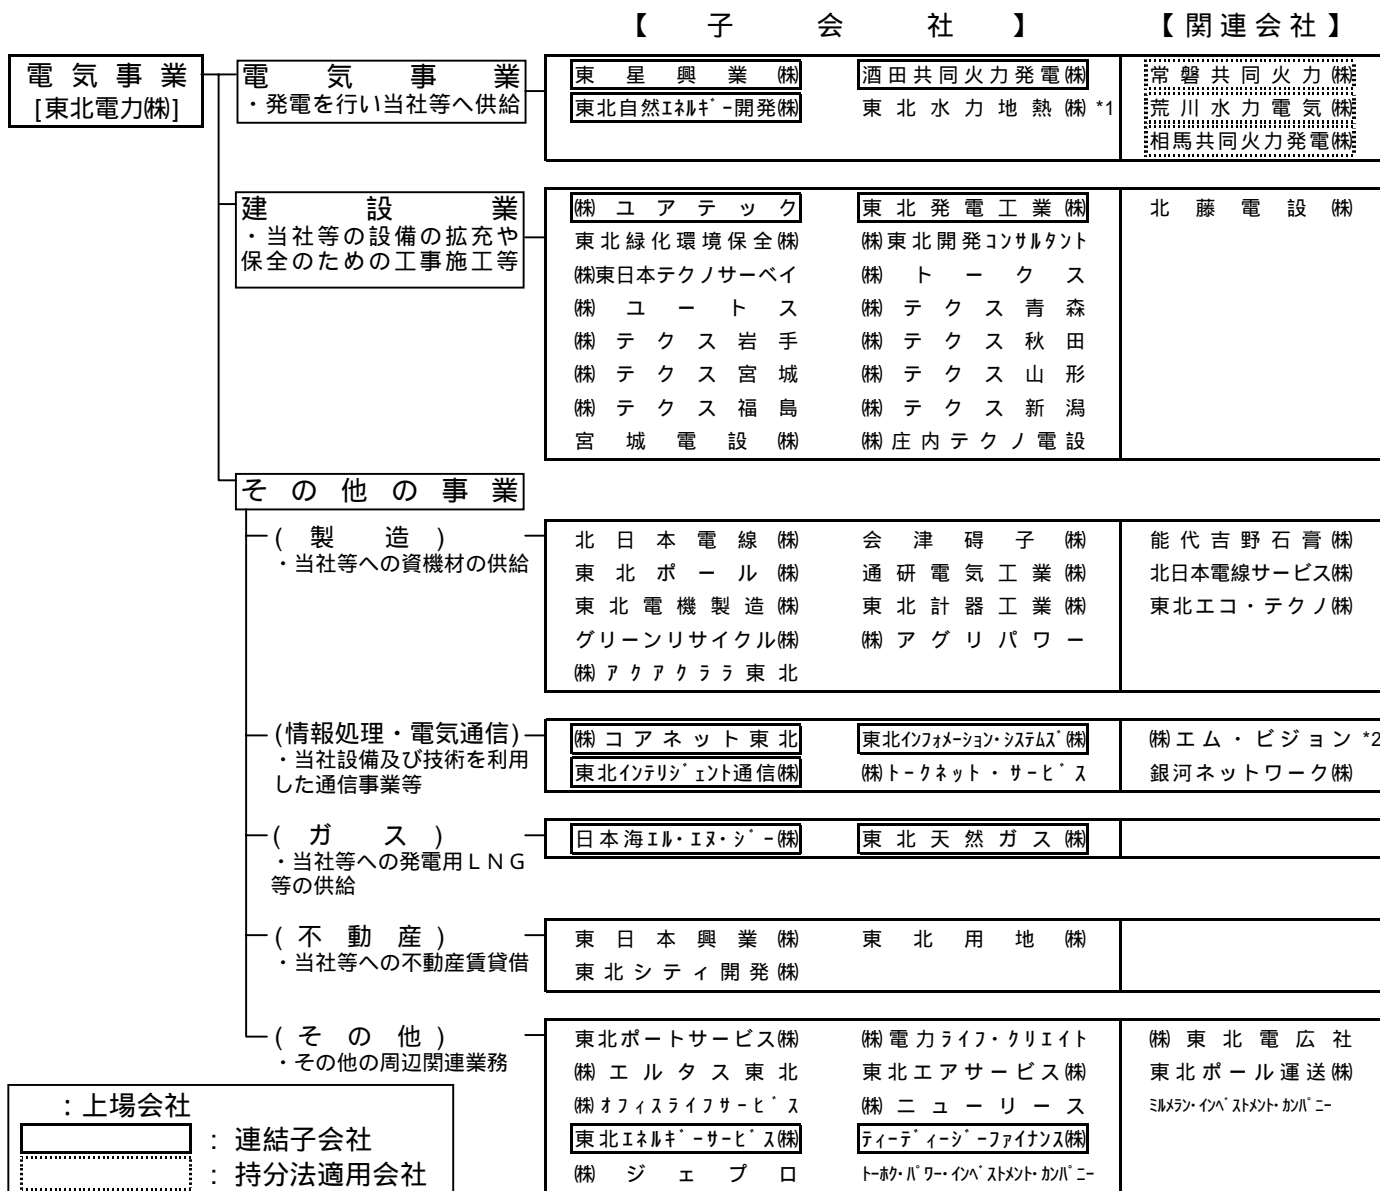 【子会社】 【関連会社】
電気事業
[東北電力㈱]
電気事業
・発電を行い当社等へ供給
東星興業㈱ 酒田共同火力発電㈱ 常磐共同火力㈱
東北自然ｴﾈﾙｷﾞｰ開発㈱ 東北水力地熱㈱ *1 荒川水力電気㈱
相馬共同火力発電㈱
建設業
・当社等の設備の拡充や
保全のための工事施工等
㈱ユアテック 東北発電工業㈱ 北藤電設㈱
東北緑化環境保全㈱ ㈱東北開発ｺﾝｻﾙﾀﾝﾄ
㈱東日本テクノサーベイ ㈱トークス
㈱ユートス ㈱テクス青森
㈱テクス岩手 ㈱テクス秋田
㈱テクス宮城 ㈱テクス山形
㈱テクス福島 ㈱テクス新潟
宮城電設㈱ ㈱庄内テクノ電設
その他の事業
(製造)
・当社等への資機材の供給
北日本電線㈱ 会津碍子㈱ 能代吉野石膏㈱
東北ポール㈱ 通研電気工業㈱ 北日本電線サービス㈱
東北電機製造㈱ 東北計器工業㈱ 東北エコ・テクノ㈱
グリーンリサイクル㈱ ㈱アグリパワー
㈱ｱｸｱｸﾗﾗ東北
(情報処理・電気通信)
・当社設備及び技術を利用
した通信事業等
㈱コアネット東北 東北ｲﾝﾌｫﾒｰｼｮﾝ･ｼｽﾃﾑｽﾞ㈱ ㈱エム・ビジョン *2
東北ｲﾝﾃﾘｼﾞｪﾝﾄ通信㈱ ㈱ﾄｰｸﾈｯﾄ・ｻｰﾋﾞｽ 銀河ネットワーク㈱
(ガス)
・当社等への発電用ＬＮＧ
等の供給
日本海ｴﾙ･ｴﾇ･ｼﾞｰ㈱ 東北天然ガス㈱
(不動産)
・当社等への不動産賃貸借
東日本興業㈱ 東北用地㈱
東北シティ開発㈱
(その他)
・その他の周辺関連業務
東北ポートサービス㈱ ㈱電力ﾗｲﾌ･ｸﾘｴｲﾄ ㈱東北電広社
㈱エルタス東北 東北エアサービス㈱ 東北ポール運送㈱
㈱ｵﾌｨｽﾗｲﾌｻｰﾋﾞｽ ㈱ニューリース ﾐﾙﾒﾗﾝ･ｲﾝﾍﾞｽﾄﾒﾝﾄ･ｶﾝﾊﾟﾆｰ
東北ｴﾈﾙｷﾞｰｻｰﾋﾞｽ㈱ ﾃｨｰﾃﾞｨｰｼﾞｰﾌｧｲﾅﾝｽ㈱
㈱ジェプロ ﾄｰﾎｸ･ﾊﾟﾜｰ･ｲﾝﾍﾞｽﾄﾒﾝﾄ･ｶﾝﾊﾟﾆｰ
：上場会社
：連結子会社
：持分法適用会社